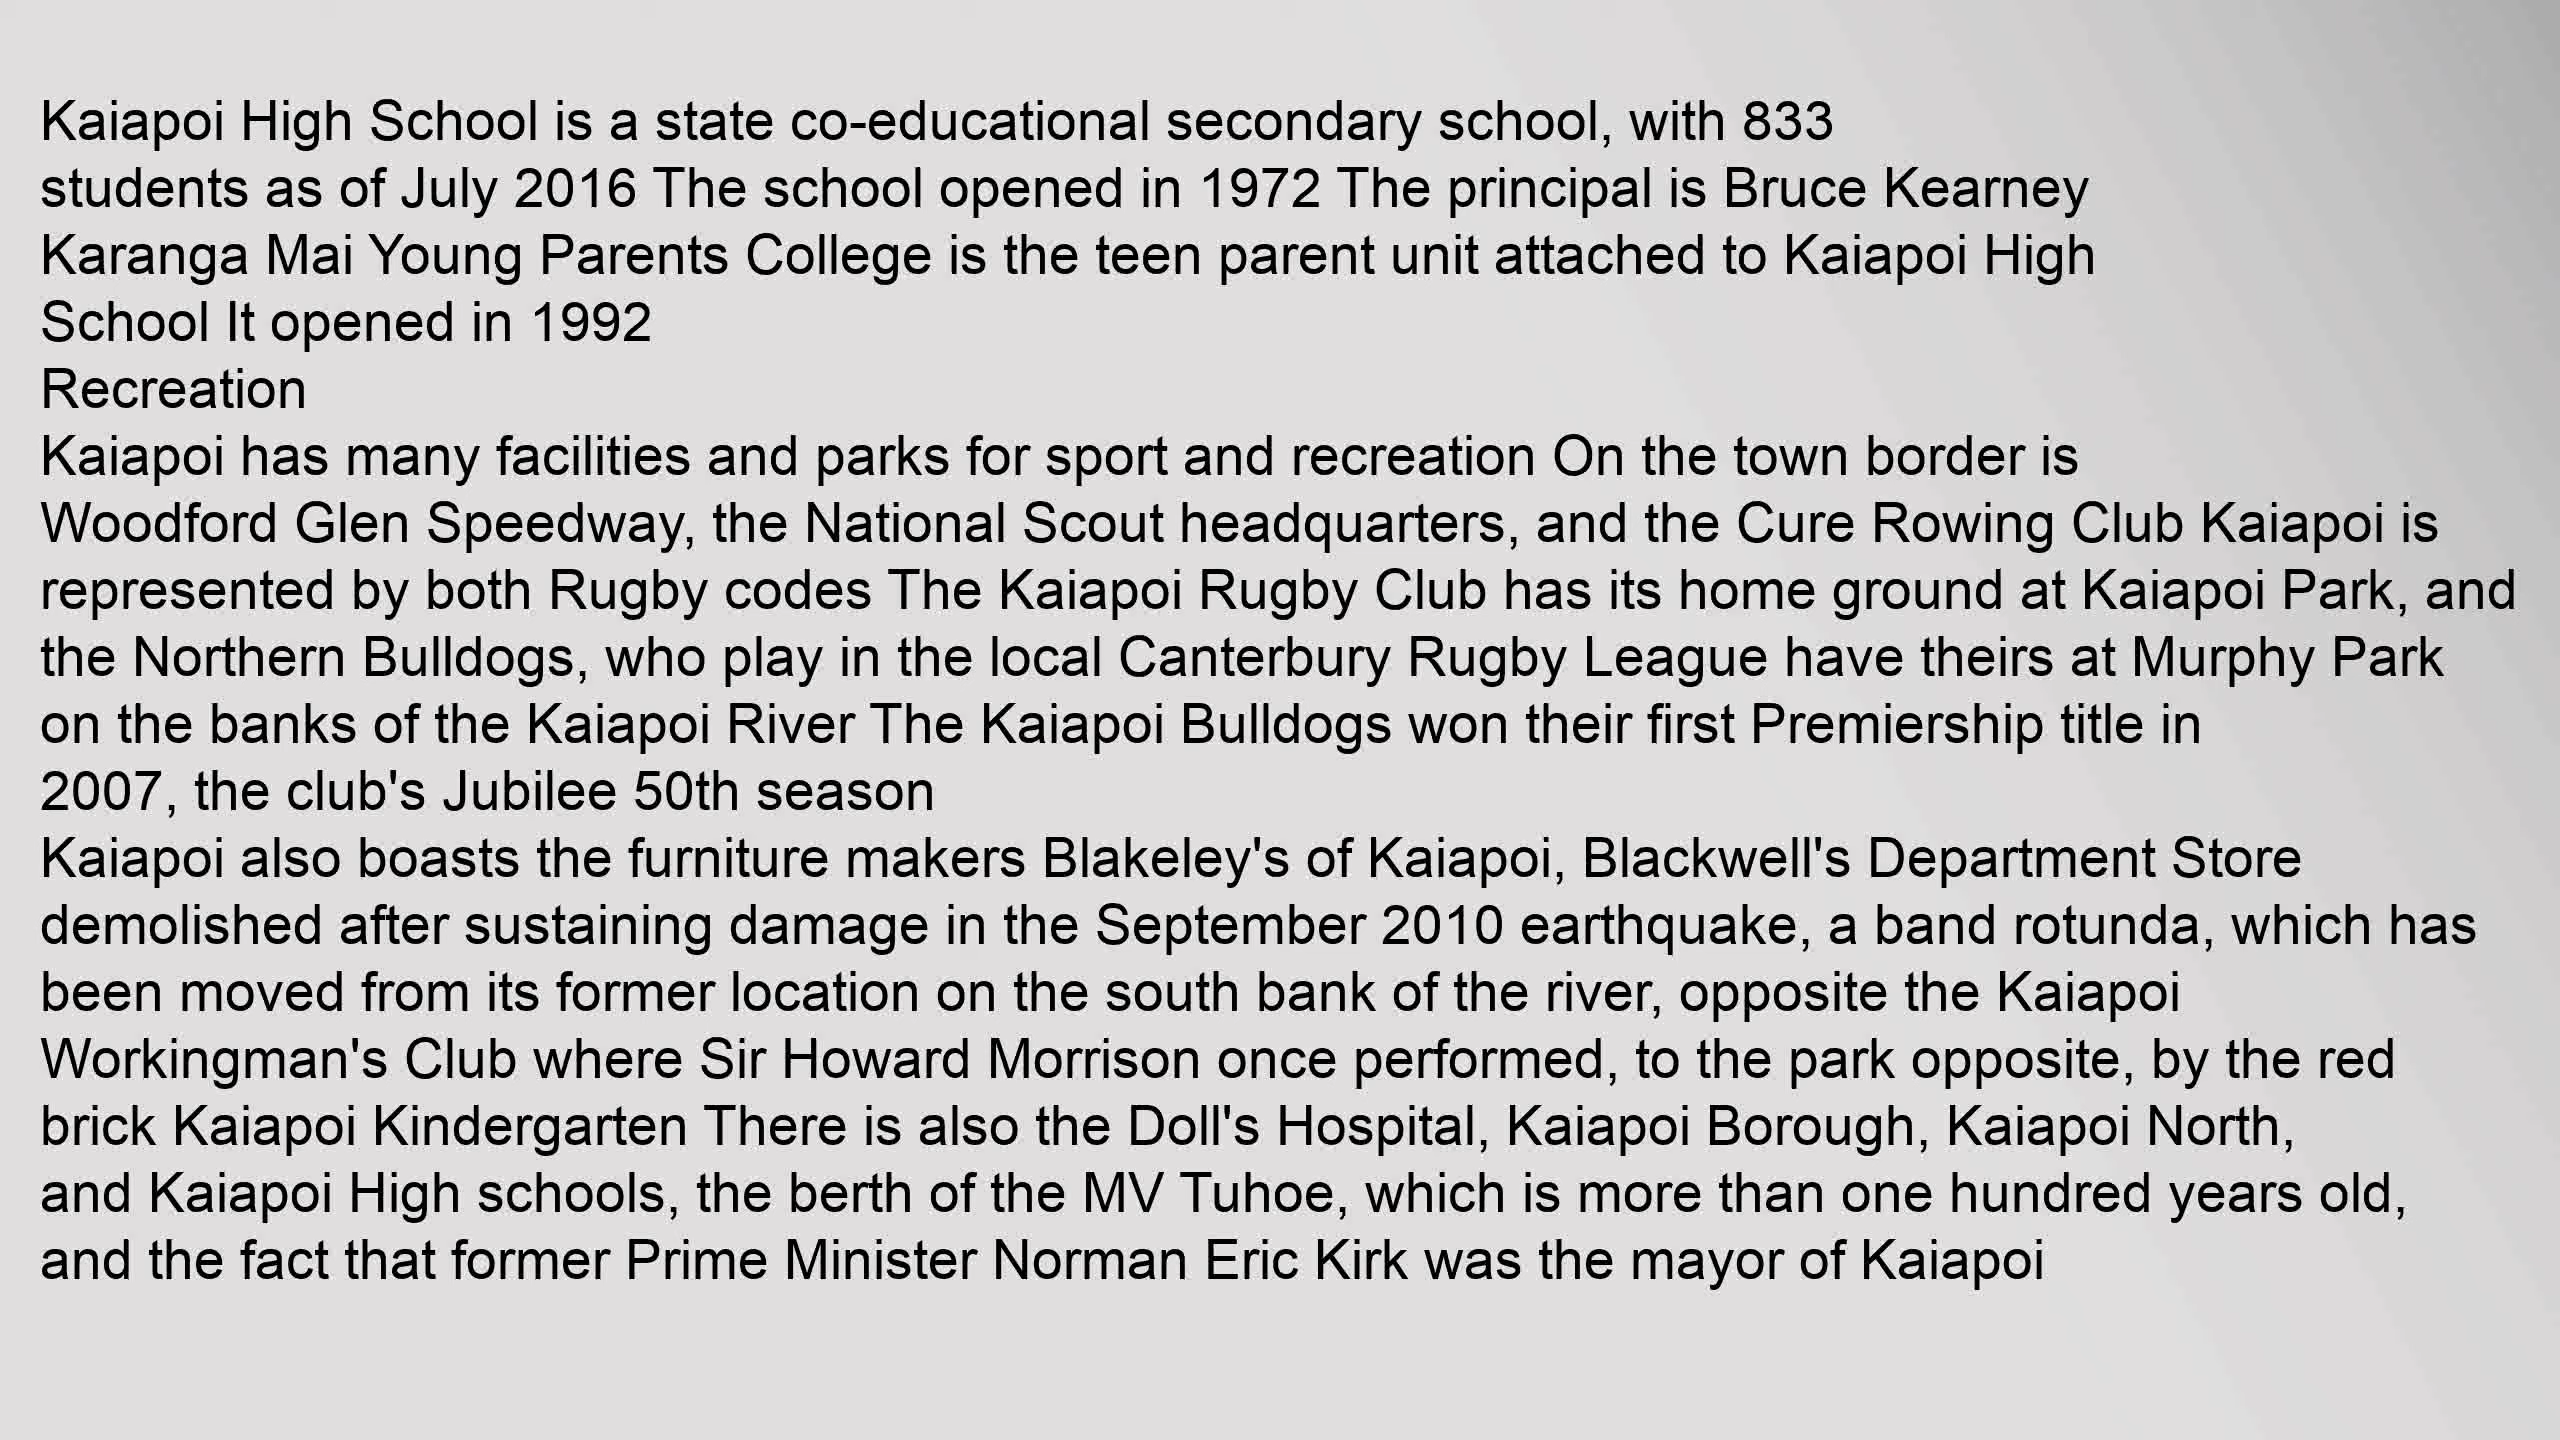 Kaiapoi High School is a state co-educational secondary school, with 833
students as of July 2016 The school opened in 1972 The principal is Bruce Kearney
Karanga Mai Young Parents College is the teen parent unit attached to Kaiapoi High
School It opened in 1992
Recreation
Kaiapoi has many facilities and parks for sport and recreation On the town border is
Woodford Glen Speedway, the National Scout headquarters, and the Cure Rowing Club Kaiapoi is
represented by both Rugby codes The Kaiapoi Rugby Club has its home ground at Kaiapoi Park, and
the Northern Bulldogs, who play in the local Canterbury Rugby League have theirs at Murphy Park
on the banks of the Kaiapoi River The Kaiapoi Bulldogs won their first Premiership title in
2007, the club's Jubilee 50th season
Kaiapoi also boasts the furniture makers Blakeley's of Kaiapoi, Blackwell's Department Store
demolished after sustaining damage in the September 2010 earthquake, a band rotunda, which has
been moved from its former location on the south bank of the river, opposite the Kaiapoi
Workingman's Club where Sir Howard Morrison once performed, to the park opposite, by the red
brick Kaiapoi Kindergarten There is also the Doll's Hospital, Kaiapoi Borough, Kaiapoi North,
and Kaiapoi High schools, the berth of the MV Tuhoe, which is more than one hundred years old,
and the fact that former Prime Minister Norman Eric Kirk was the mayor of Kaiapoi